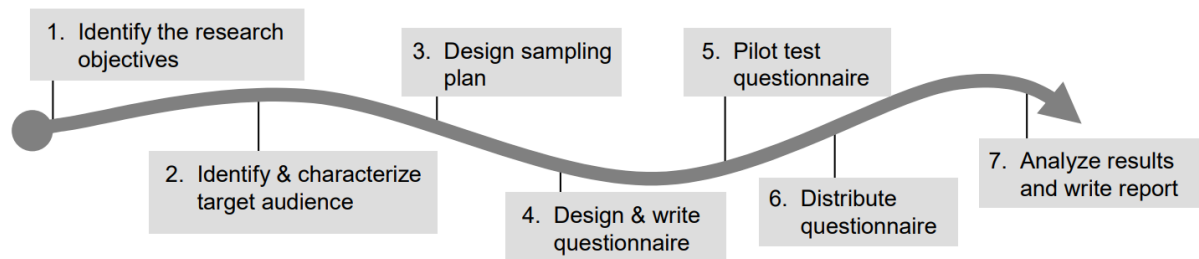 1. Identify the research
objectives
2. Identify & characterize
target audience
3. Design sampling
plan
4. Design & write
questionnaire
5. Pilot test
questionnaire
6. Distribute
questionnaire
7. Analyze results
and write report